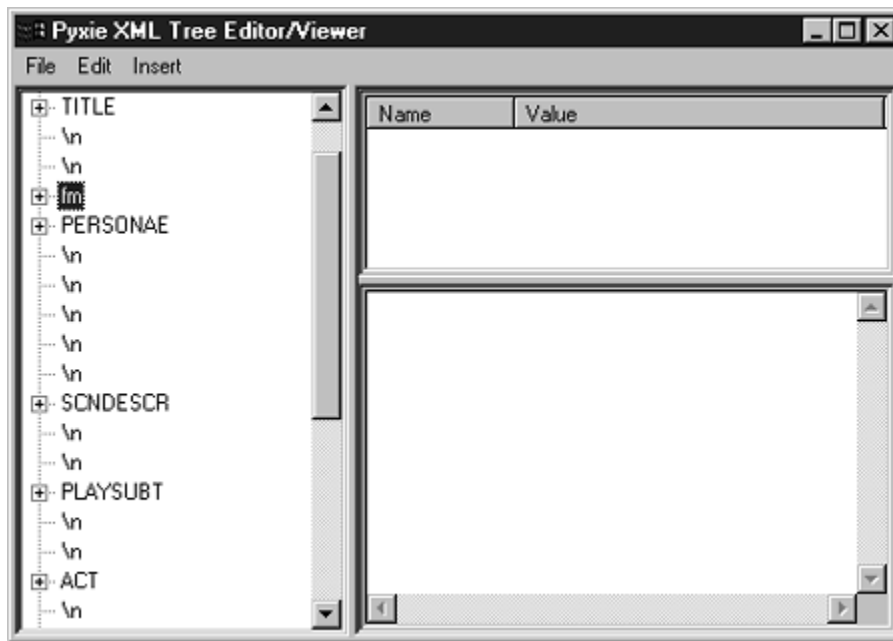 Pyxie XML Tree Editor/Viewer
File Edit Insert
TITLE
\n
\n
fm
PERSONAE
\n
\n
\n
\n
\n
SCNDESCR
\n
\n
PLAYSUBT
\n
\n
ACT
\n
Name Value